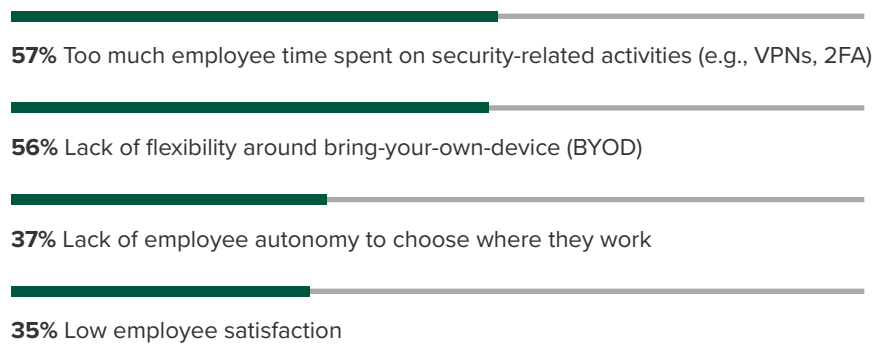 57% Too much employee time spent on security-related activities (e.g., VPNs, 2FA)
56% Lack of flexibility around bring-your-own-device (BYOD)
37% Lack of employee autonomy to choose where they work
35% Low employee satisfaction